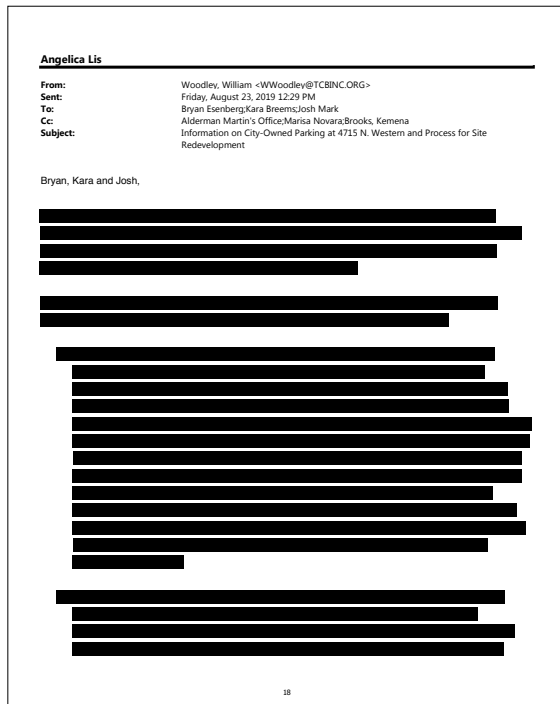 Angelica Lis
From: Woodley, William <WWoodley@TCBINC.ORG>
Sent: Friday, August 23, 2019 12:29 PM
To: Bryan Esenberg;Kara Breems;Josh Mark
Cc: Alderman Martin's Office;Marisa Novara;Brooks, Kemena
Subject: Information on City-Owned Parking at 4715 N. Western and Process for Site
Redevelopment
Bryan, Kara and Josh,
18